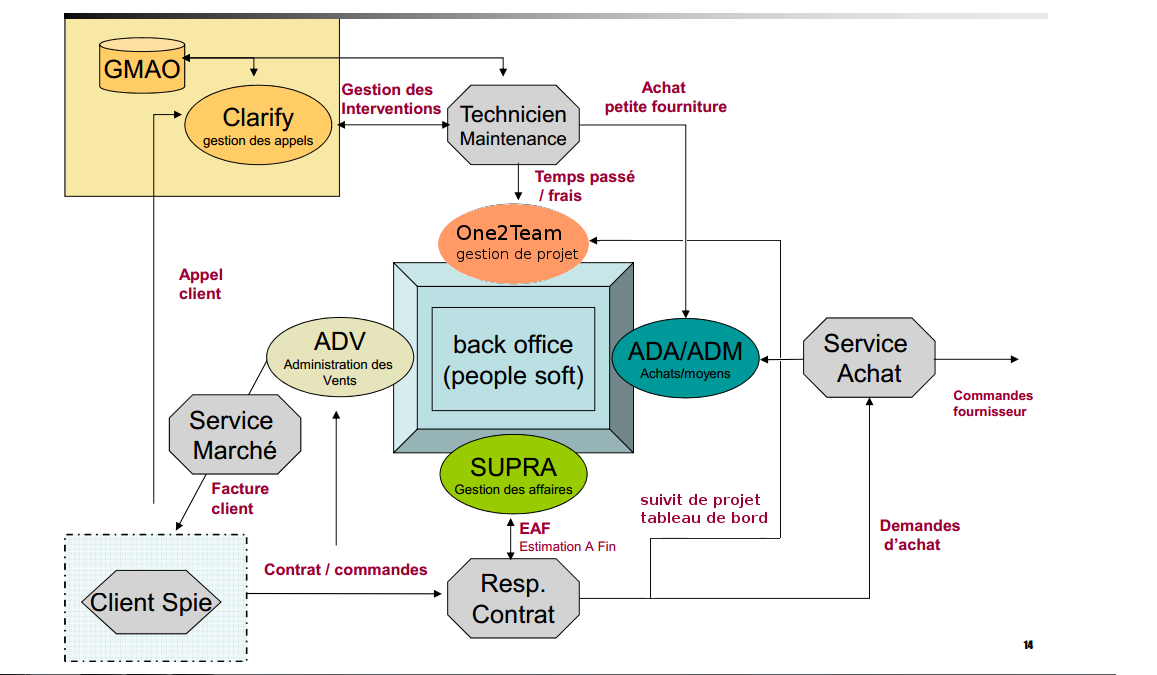 GMAO
Clarify
gestion des appels
Gestion des
Interventions
Technicien
Maintenance
Achat
petite fourniture
Temps passé
/ frais
One2Team
gestion de projet
Appel
client
ADV
Administration des
Vents
back office
(people soft)
ADA/ADM
Achats/moyens
Service
Achat
Commandes
fournisseur
Service
Marché
SUPRA
Gestion des affaires
Facture
client
suivit de projet
tableau de bord
EAF
Estimation A Fin
Demandes
d’achat
Contrat / commandes
Client Spie
Resp.
Contrat
14